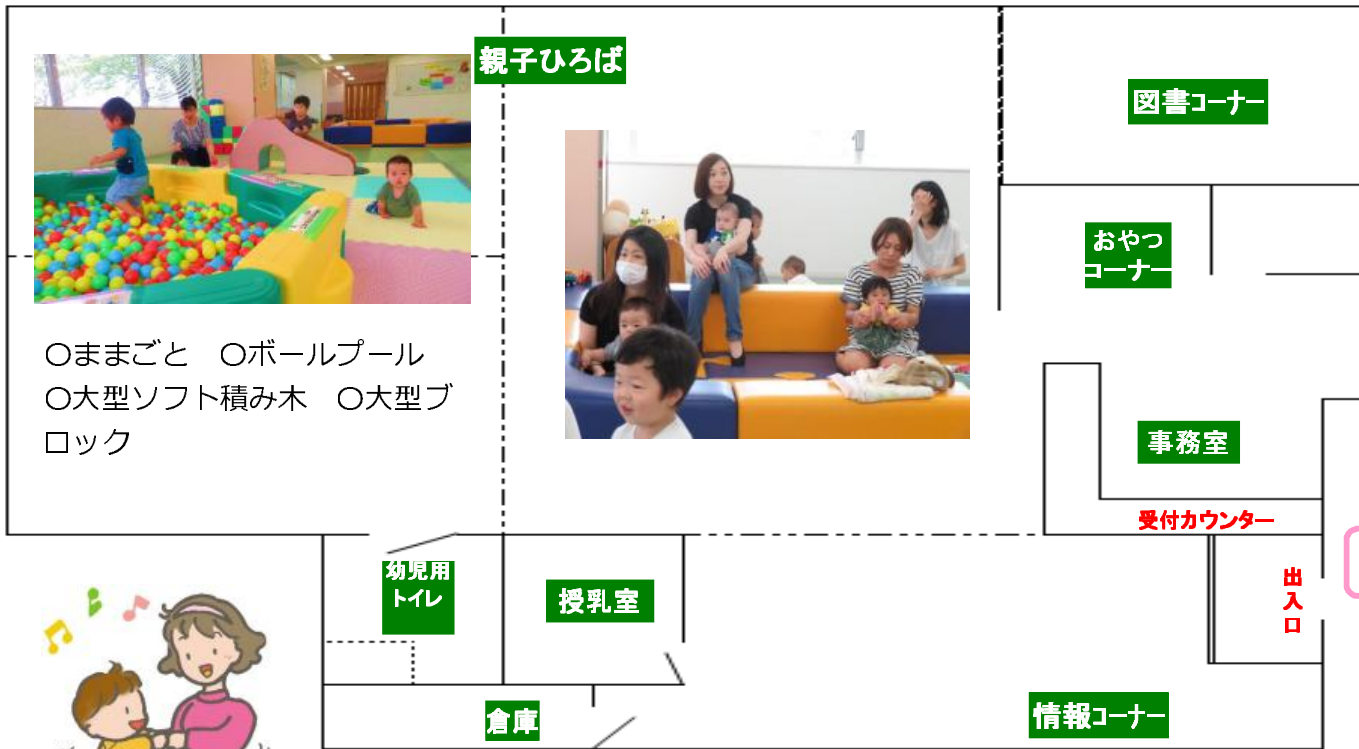 親子ひろば
図書コーナー
おやつ
コーナー
〇ままごと　〇ボールプール
〇大型ソフト積み木　〇大型ブ
ロック
事務室
受付カウンター
出入口
幼児用
トイレ
授乳室
倉庫
情報コーナー